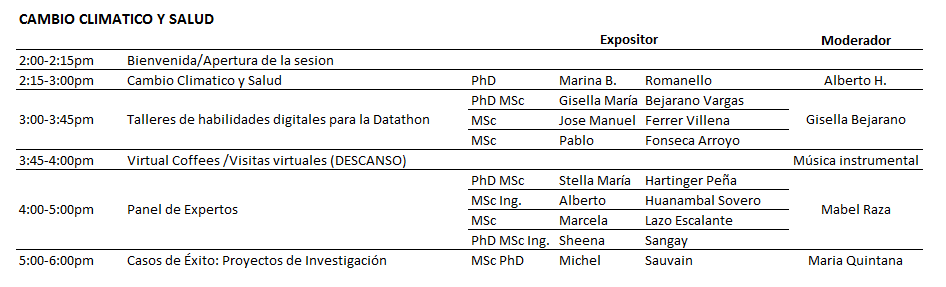 CAMBIO CLIMATICO Y SALUD
Expositor Moderador
2:00-2:15pm Bienvenida/Apertura de la sesion
2:15-3:00pm Cambio Climatico y Salud PhD Marina B. Romanello Alberto H.
PhD MSc Gisella María Bejarano Vargas
3:00-3:45pm Talleres de habilidades digitales para la Datathon MSc Jose Manuel Ferrer Villena Gisella Bejarano
MSc Pablo Fonseca Arroyo
3:45-4:00pm Virtual Coffees /Visitas virtuales (DESCANSO) Música instrumental
PhD MSc Stella María Hartinger Peña
MSc Ing. Alberto Huanambal Sovero
4:00-5:00pm Panel de Expertos Mabel Raza
MSc Marcela Lazo Escalante
PhD MSc Ing. Sheena Sangay
5:00-6:00pm Casos de Éxito: Proyectos de Investigación MSc PhD Michel Sauvain Maria Quintana